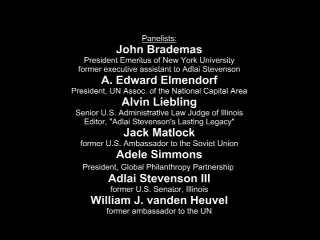 Panelists:
John Brademas
President Emeritus of New York University
former executive assistant to Adlai Stevenson
A. Edward Elmendorf
President, UN Assoc. of the National Capital Area
Alvin Liebling
Senior U.S. Administrative Law Judge of Illinois
Editor, "Adlai Stevenson's Lasting Legacy"
Jack Matlock
former U.S. Ambassador to the Soviet Union
Adele Simmons
President, Global Philanthropy Partnership
Adlai Stevenson III
former U.S. Senator, Illinois
William J. vanden Heuvel
former ambassador to the UN